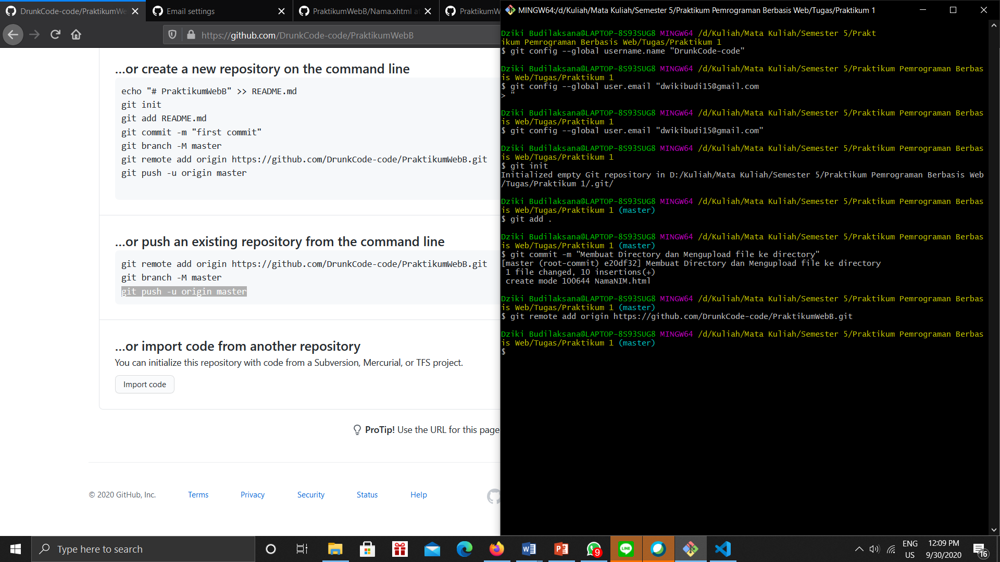 DrunkCode-code/PraktikumWe
Email settings
PraktikumWebB/Nama.xhtml at
PraktikumW
https://github.com/DrunkCode-code/PraktikumWebB
…or create a new repository on the command line
echo "# PraktikumWebB" >> README.md
git init
git add README.md
git commit -m "first commit"
git branch -M master
git remote add origin https://github.com/DrunkCode-code/PraktikumWebB.git
git push -u origin master
…or push an existing repository from the command line
git remote add origin https://github.com/DrunkCode-code/PraktikumWebB.git
git branch -M master
git push -u origin master
…or import code from another repository
You can initialize this repository with code from a Subversion, Mercurial, or TFS project.
Import code
ProTip! Use the URL for this page
© 2020 GitHub, Inc.
Terms
Privacy
Security
Status
Help
MINGW64:/d/Kuliah/Mata Kuliah/Semester 5/Praktikum Pemrograman Berbasis Web/Tugas/Praktikum 1
Dziki Budilaksana@LAPTOP-8S93SUG8 MINGW64 /d/Kuliah/Mata Kuliah/Semester 5/Prakt
ikum Pemrograman Berbasis Web/Tugas/Praktikum 1
$ git config --global username.name "DrunkCode-code"
Dziki Budilaksana@LAPTOP-8S93SUG8 MINGW64 /d/Kuliah/Mata Kuliah/Semester 5/Praktikum Pemrograman Berbas
is Web/Tugas/Praktikum 1
$ git config --global user.email "dwikibudi15@gmail.com
> "
Dziki Budilaksana@LAPTOP-8S93SUG8 MINGW64 /d/Kuliah/Mata Kuliah/Semester 5/Praktikum Pemrograman Berbas
is Web/Tugas/Praktikum 1
$ git config --global user.email "dwikibudi15@gmail.com"
Dziki Budilaksana@LAPTOP-8S93SUG8 MINGW64 /d/Kuliah/Mata Kuliah/Semester 5/Praktikum Pemrograman Berbas
is Web/Tugas/Praktikum 1
$ git init
Initialized empty Git repository in D:/Kuliah/Mata Kuliah/Semester 5/Praktikum Pemrograman Berbasis Web
/Tugas/Praktikum 1/.git/
Dziki Budilaksana@LAPTOP-8S93SUG8 MINGW64 /d/Kuliah/Mata Kuliah/Semester 5/Praktikum Pemrograman Berbas
is Web/Tugas/Praktikum 1 (master)
$ git add .
Dziki Budilaksana@LAPTOP-8S93SUG8 MINGW64 /d/Kuliah/Mata Kuliah/Semester 5/Praktikum Pemrograman Berbas
is Web/Tugas/Praktikum 1 (master)
$ git commit -m "Membuat Directory dan Mengupload file ke directory"
[master (root-commit) e20df32] Membuat Directory dan Mengupload file ke directory
 1 file changed, 10 insertions(+)
 create mode 100644 NamaNIM.html
Dziki Budilaksana@LAPTOP-8S93SUG8 MINGW64 /d/Kuliah/Mata Kuliah/Semester 5/Praktikum Pemrograman Berbas
is Web/Tugas/Praktikum 1 (master)
$ git remote add origin https://github.com/DrunkCode-code/PraktikumWebB.git
Dziki Budilaksana@LAPTOP-8S93SUG8 MINGW64 /d/Kuliah/Mata Kuliah/Semester 5/Praktikum Pemrograman Berbas
is Web/Tugas/Praktikum 1 (master)
$
Type here to search
9
LINE
ENG
US
12:09 PM
9/30/2020
16